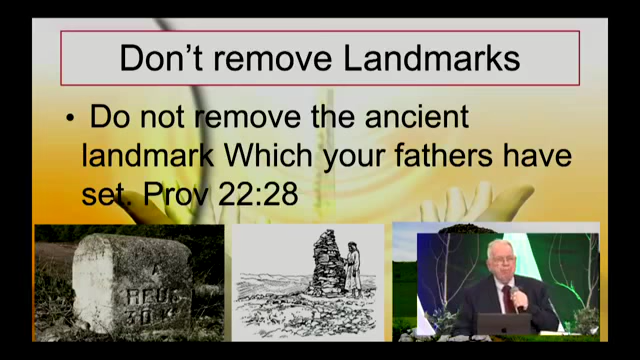 Don't remove Landmarks
• Do not remove the ancient
landmark Which your fathers have
set. Prov 22:28